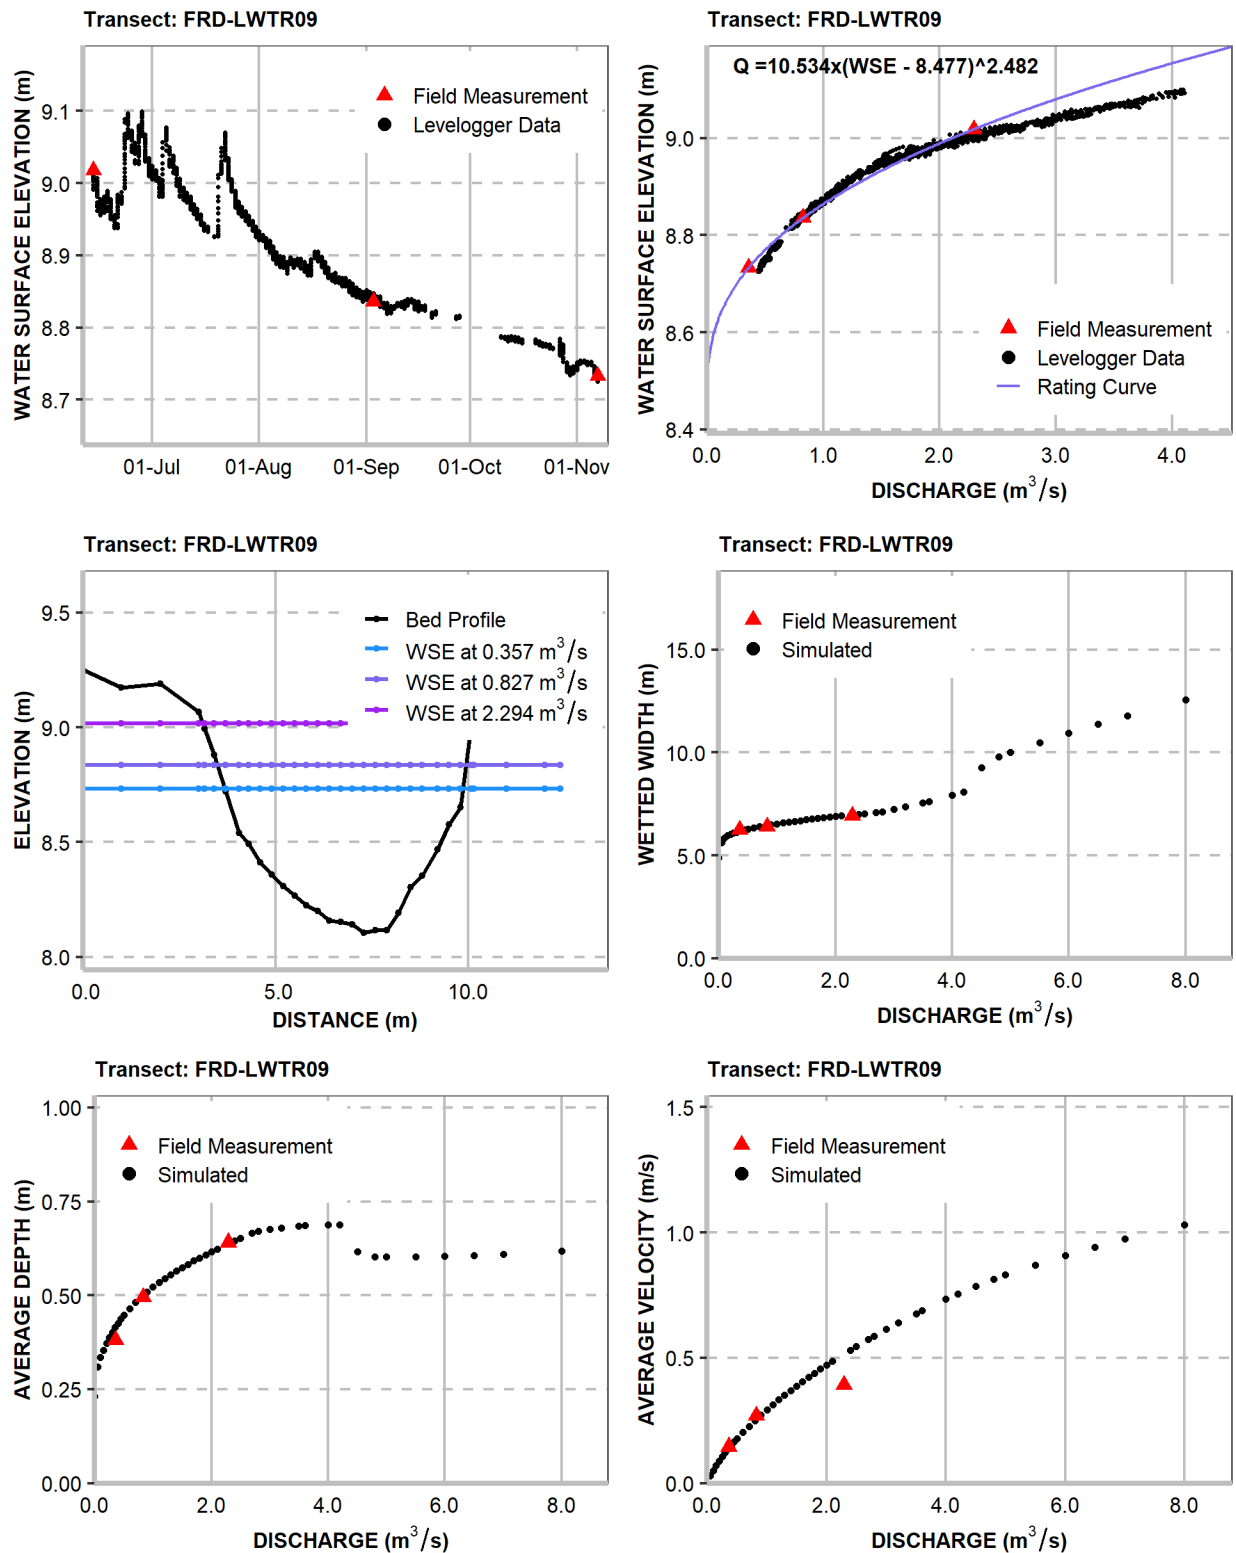 Transect: FRD-LWTR09
WATER SURFACE ELEVATION (m)
9.1
9.0
8.9
8.8
8.7
Field Measurement
Levelogger Data
01-Jul 01-Aug 01-Sep 01-Oct 01-Nov
Transect: FRD-LWTR09
WATER SURFACE ELEVATION (m)
Q =10.534x(WSE - 8.477)^2.482
9.0
8.8
8.6
8.4
Field Measurement
Levelogger Data
Rating Curve
0.0 1.0 2.0 3.0 4.0
DISCHARGE (m³/s)
Transect: FRD-LWTR09
ELEVATION (m)
9.5
9.0
8.5
8.0
Bed Profile
WSE at 0.357 m³/s
WSE at 0.827 m³/s
WSE at 2.294 m³/s
0.0 5.0 10.0
DISTANCE (m)
Transect: FRD-LWTR09
WETTED WIDTH (m)
15.0
10.0
5.0
0.0
Field Measurement
Simulated
0.0 2.0 4.0 6.0 8.0
DISCHARGE (m³/s)
Transect: FRD-LWTR09
AVERAGE DEPTH (m)
1.00
0.75
0.50
0.25
0.00
Field Measurement
Simulated
0.0 2.0 4.0 6.0 8.0
DISCHARGE (m³/s)
Transect: FRD-LWTR09
AVERAGE VELOCITY (m/s)
1.5
1.0
0.5
0.0
Field Measurement
Simulated
0.0 2.0 4.0 6.0 8.0
DISCHARGE (m³/s)